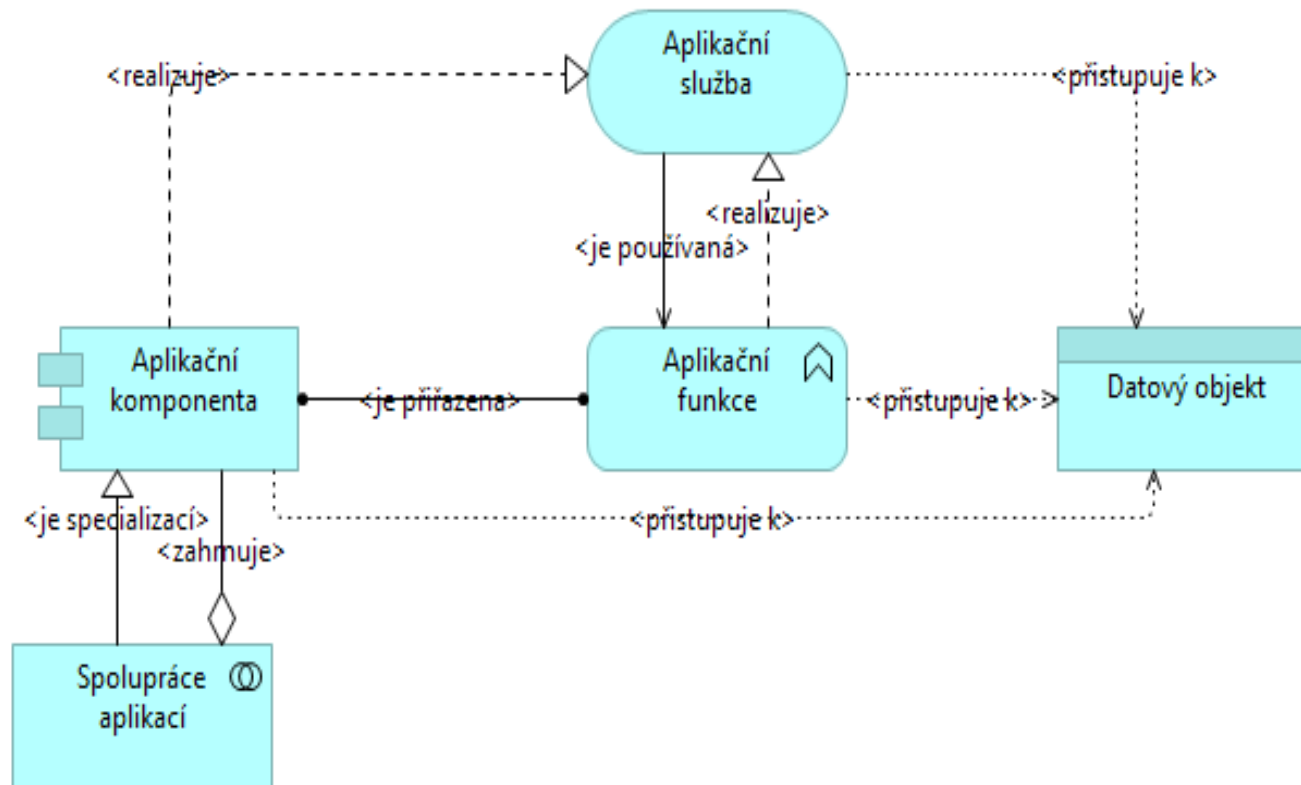 Aplikační
služba
<realizuje>
<přistupuje k>
<realizuje>
<je používaná>
Aplikační
komponenta
<je přiřazena>
Aplikační
funkce
<přistupuje k>
Datový objekt
<je specializací>
<zahrnuje>
<přistupuje k>
Spolupráce
aplikací